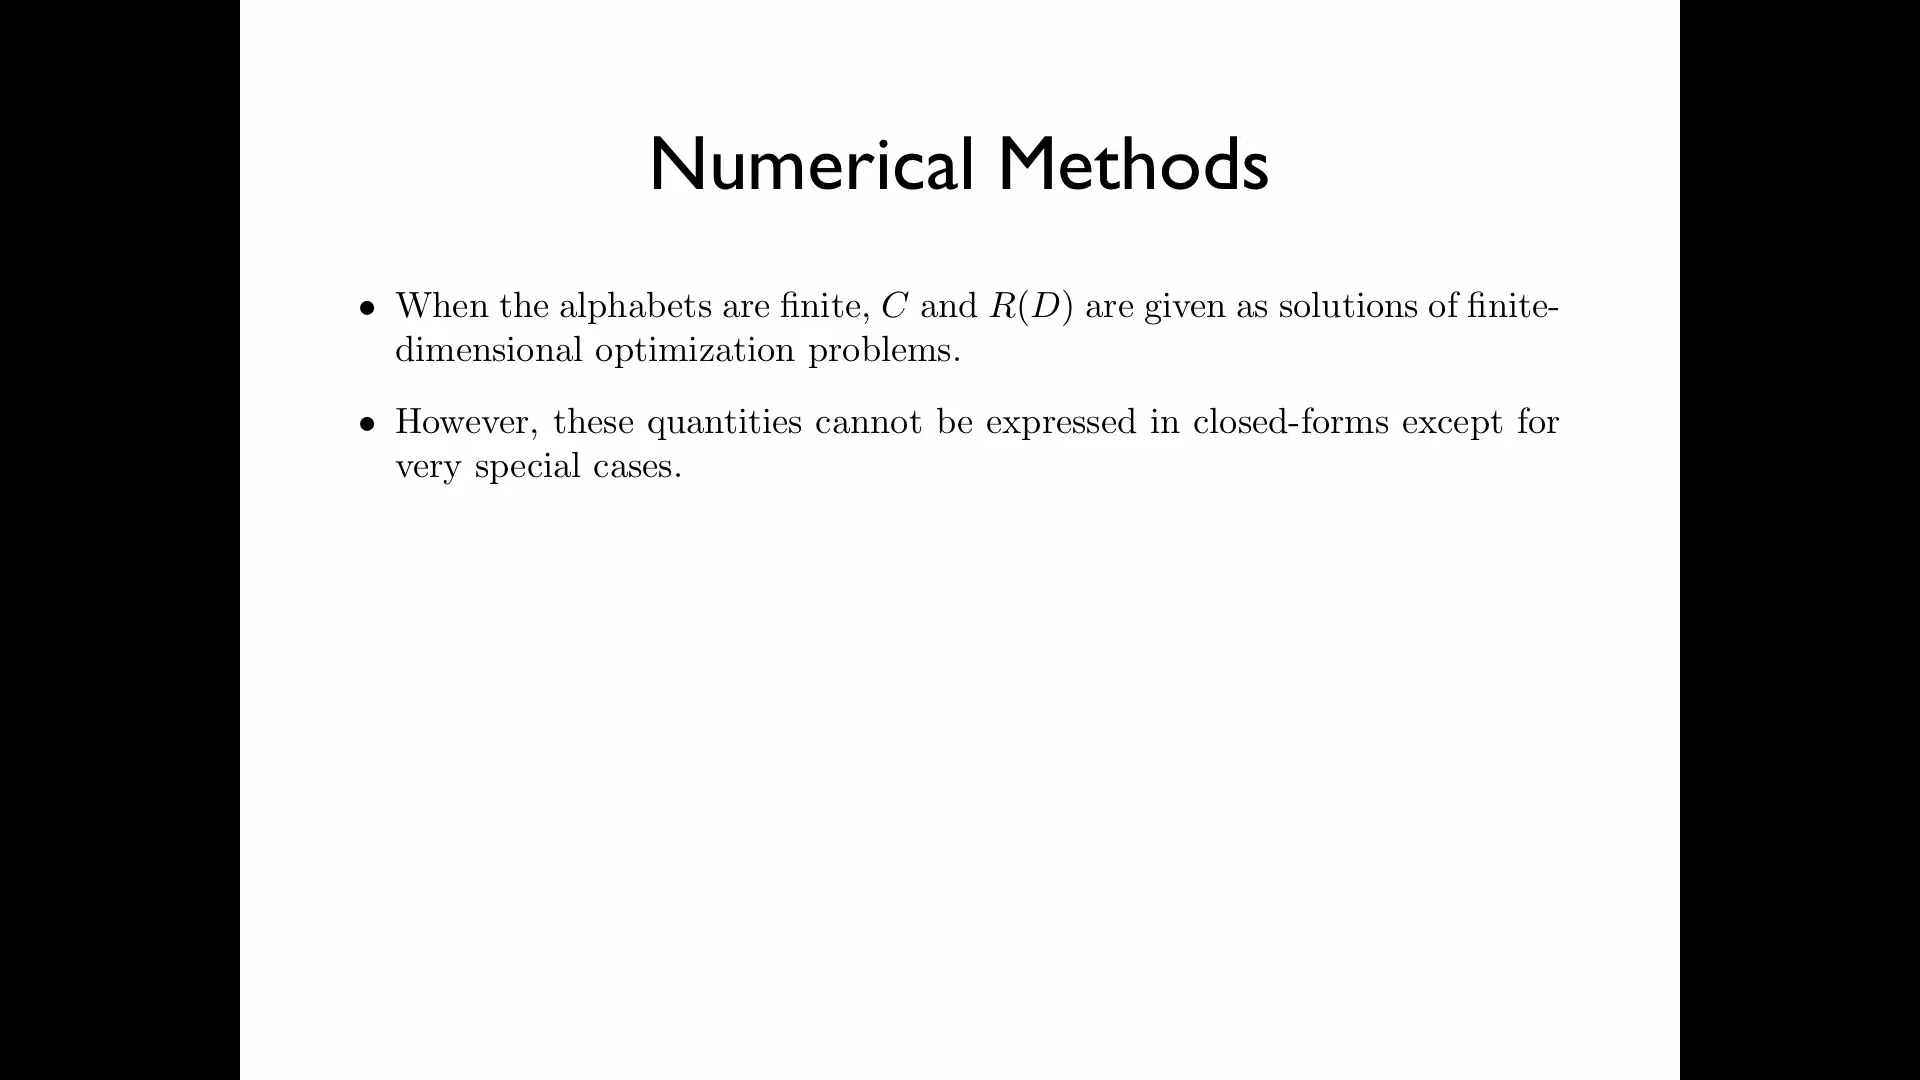 Numerical Methods
• When the alphabets are finite, C and R(D) are given as solutions of finite-
dimensional optimization problems.
• However, these quantities cannot be expressed in closed-forms except for
very special cases.